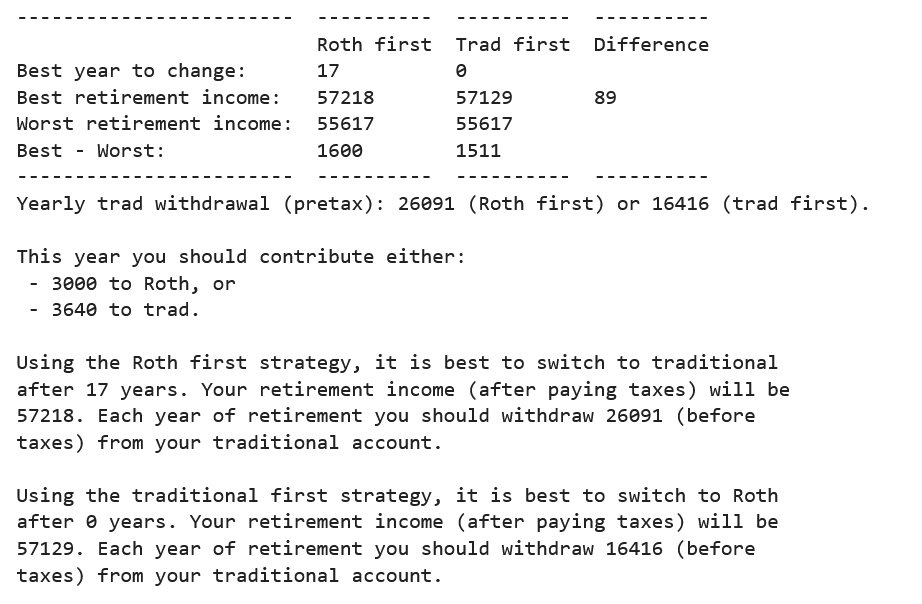 ------------------------  ----------  ----------  ----------
                          Roth first  Trad first  Difference
Best year to change:      17          0
Best retirement income:   57218       57129       89
Worst retirement income:  55617       55617
Best - Worst:             1600        1511
------------------------  ----------  ----------  ----------
Yearly trad withdrawal (pretax): 26091 (Roth first) or 16416 (trad first).

This year you should contribute either:
 - 3000 to Roth, or
 - 3640 to trad.

Using the Roth first strategy, it is best to switch to traditional
after 17 years. Your retirement income (after paying taxes) will be
57218. Each year of retirement you should withdraw 26091 (before
taxes) from your traditional account.

Using the traditional first strategy, it is best to switch to Roth
after 0 years. Your retirement income (after paying taxes) will be
57129. Each year of retirement you should withdraw 16416 (before
taxes) from your traditional account.